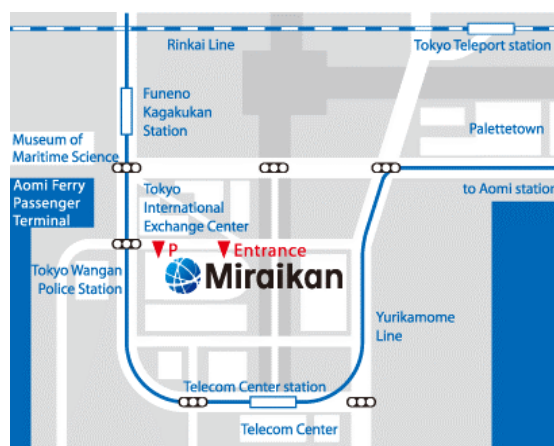 Rinkai Line
Tokyo Teleport station
Funeno
Kagakukan
Station
Palettetown
Museum of
Maritime Science
Aomi Ferry
Passenger
Terminal
Tokyo
International
Exchange Center
to Aomi station
P
Entrance
Miraikan
Tokyo Wangan
Police Station
Yurikamome
Line
Telecom Center station
Telecom Center